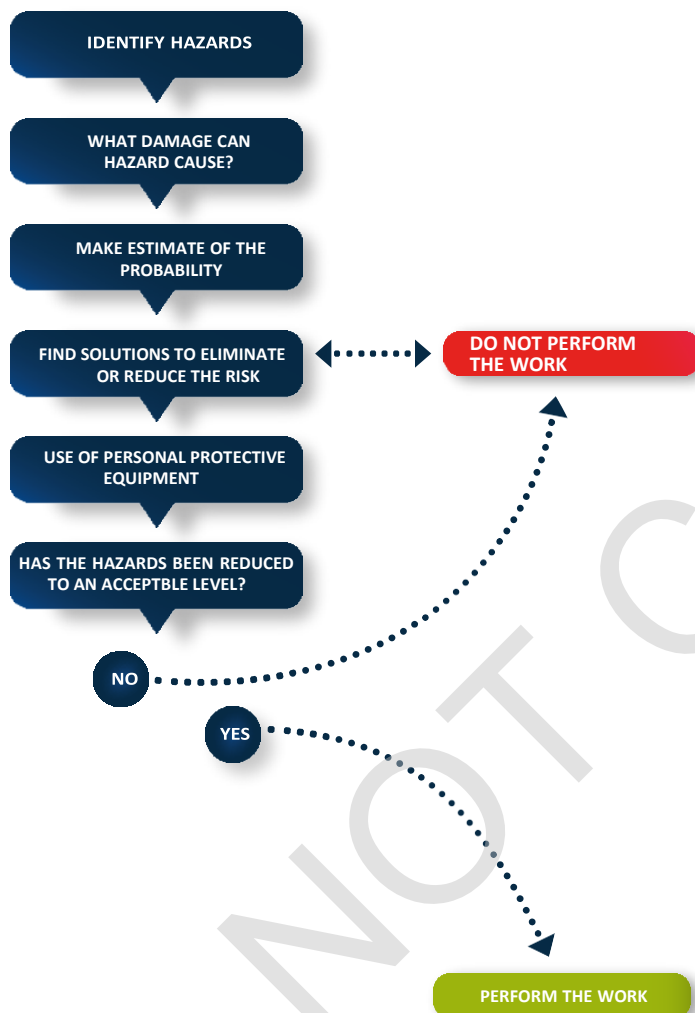 IDENTIFY HAZARDS
WHAT DAMAGE CAN
HAZARD CAUSE?
MAKE ESTIMATE OF THE
PROBABILITY
FIND SOLUTIONS TO ELIMINATE
OR REDUCE THE RISK
DO NOT PERFORM
THE WORK
USE OF PERSONAL PROTECTIVE
EQUIPMENT
HAS THE HAZARDS BEEN REDUCED
TO AN ACCEPTBLE LEVEL?
NO
YES
PERFORM THE WORK
NOT C